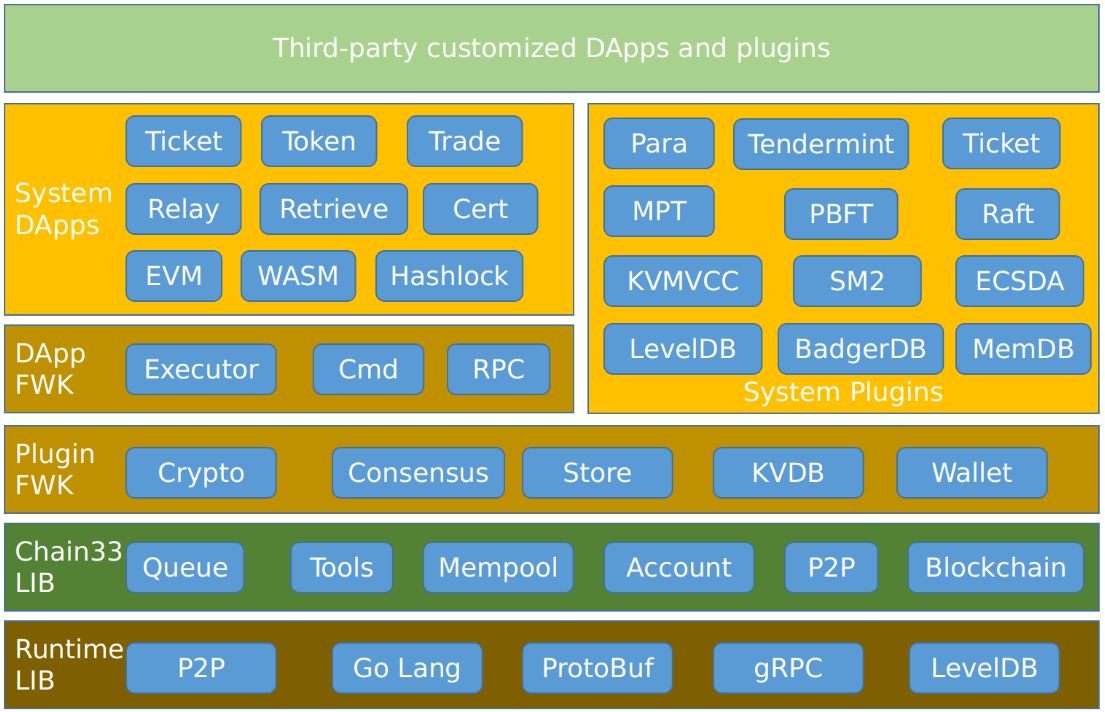 Third-party customized DApps and plugins
System
DApps
Ticket
Token
Trade
Relay
Retrieve
Cert
EVM
WASM
Hashlock
Para
Tendermint
Ticket
MPT
PBFT
Raft
KVMVCC
SM2
ECSDA
LevelDB
BadgerDB
MemDB
System Plugins
DApp
FWK
Executor
Cmd
RPC
Plugin
FWK
Crypto
Consensus
Store
KVDB
Wallet
Chain33
LIB
Queue
Tools
Mempool
Account
P2P
Blockchain
Runtime
LIB
P2P
Go Lang
ProtoBuf
gRPC
LevelDB